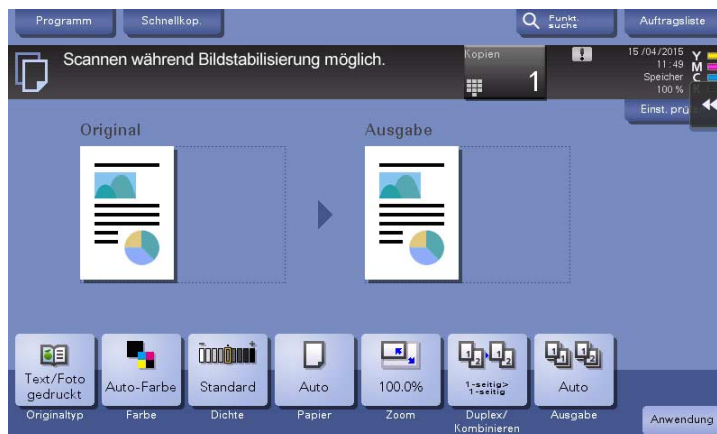 Programm
Schnellkop.
Funkt.
suche
Auftragsliste
Scannen während Bildstabilisierung möglich.
Kopien
1
15/04/2015
11:49
Speicher
100 %
Y
M
C
K
Einst.
Original
Ausgabe
Text/Foto
gedruckt
Auto-Farbe
Standard
Auto
100.0%
1-seitig>
1-seitig
Auto
Originaltyp
Farbe
Dichte
Papier
Zoom
Duplex/
Kombinieren
Ausgabe
Anwendung